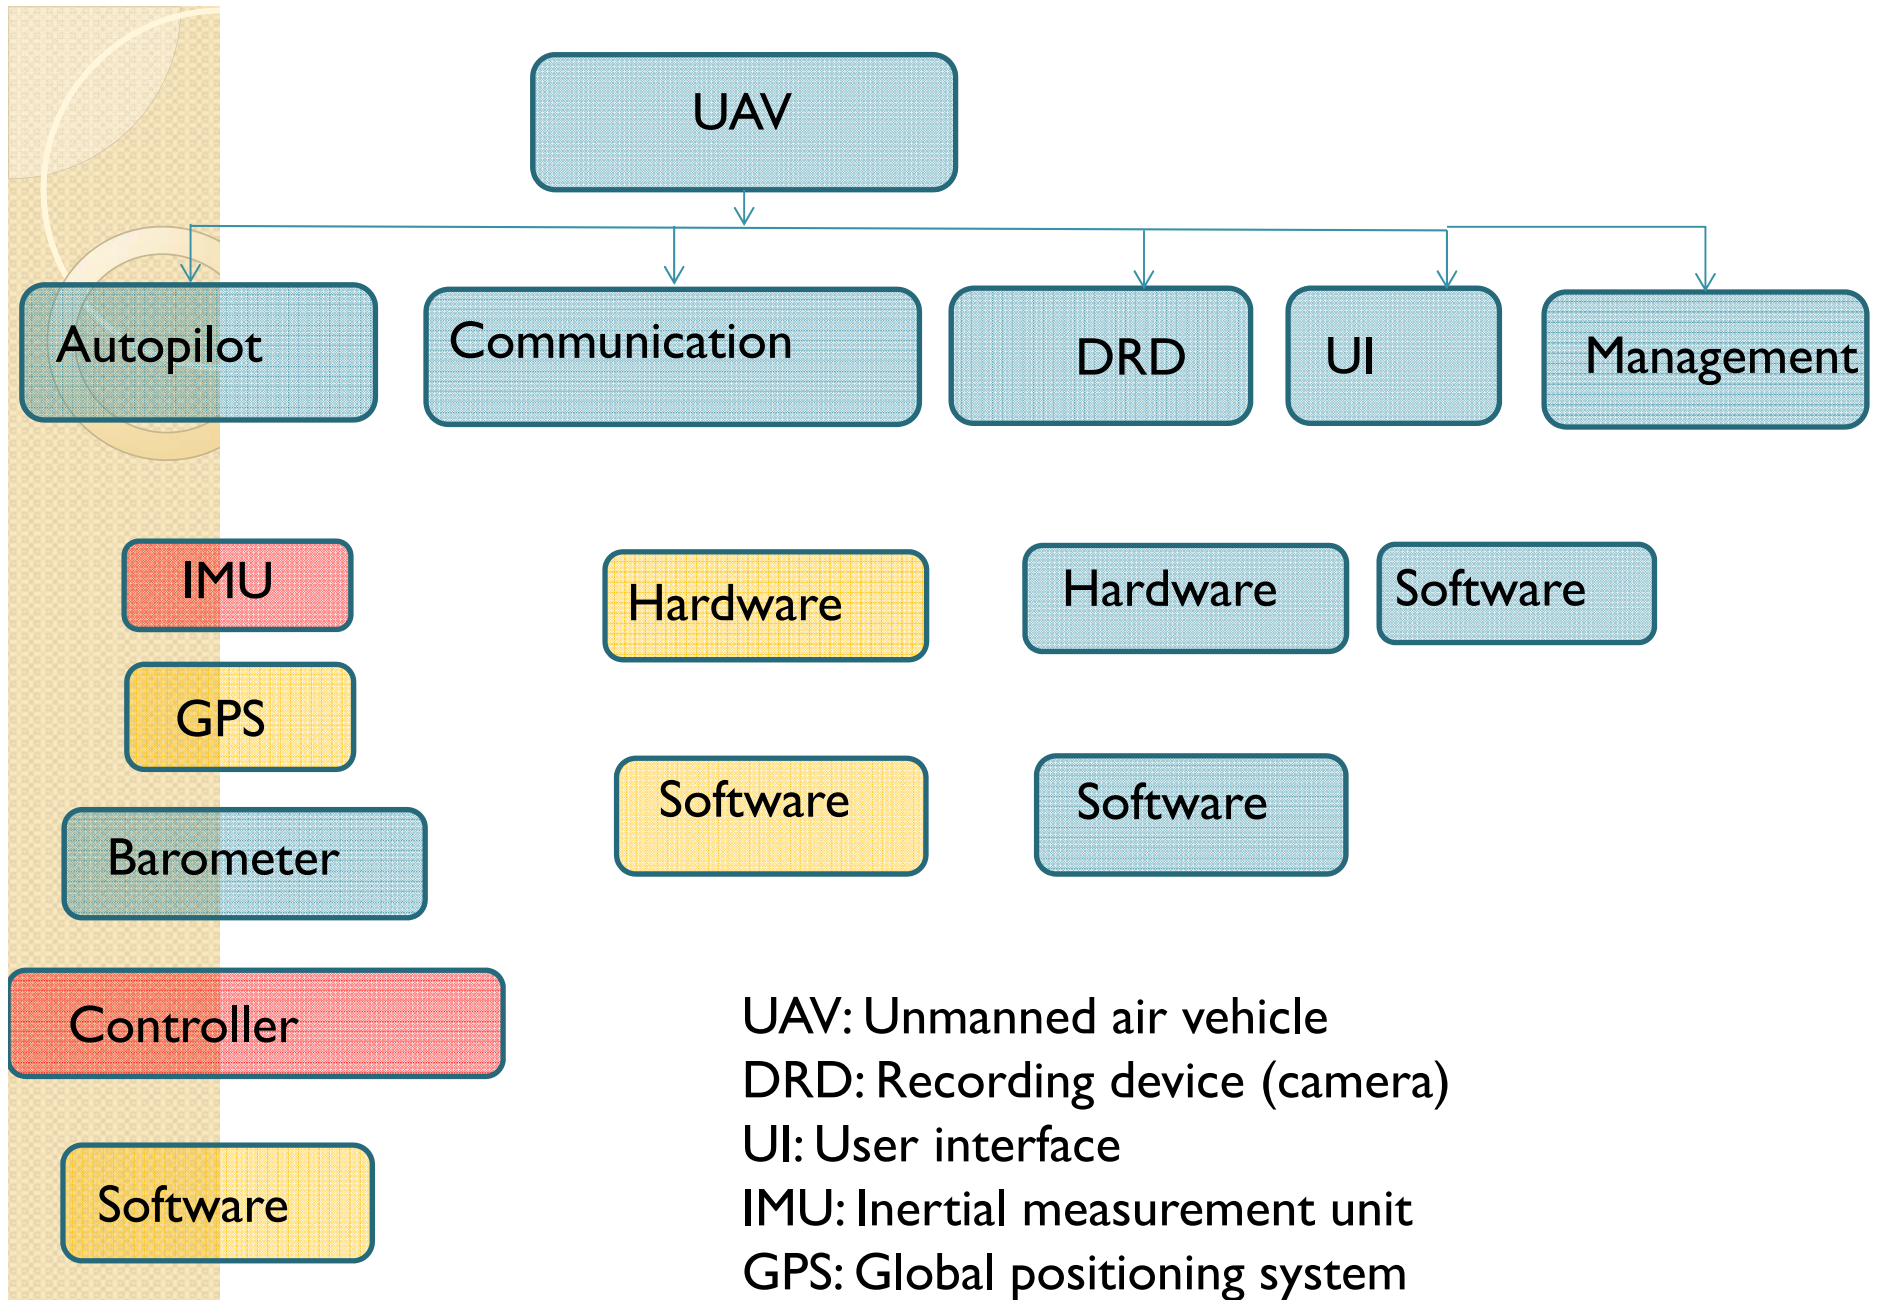 UAV
Autopilot
Communication
DRD
UI
Management
IMU
Hardware
Hardware
Software
GPS
Software
Software
Barometer
Controller
Software
UAV: Unmanned air vehicle
DRD: Recording device (camera)
UI: User interface
IMU: Inertial measurement unit
GPS: Global positioning system